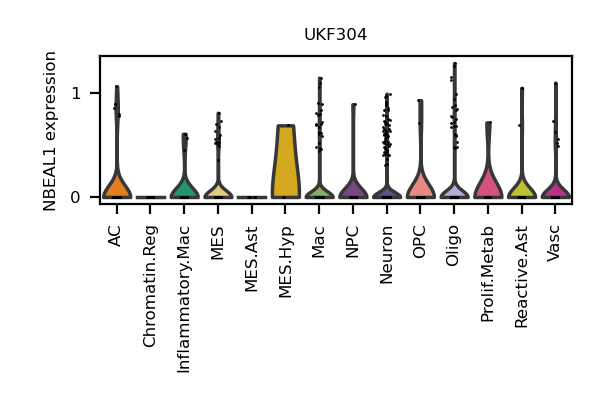 UKF304
NBEAL1 expression
1
0
AC
Chromatin.Reg
Inflammatory.Mac
MES
MES.Ast
MES.Hyp
Mac
NPC
Neuron
OPC
Oligo
Prolif.Metab
Reactive.Ast
Vasc